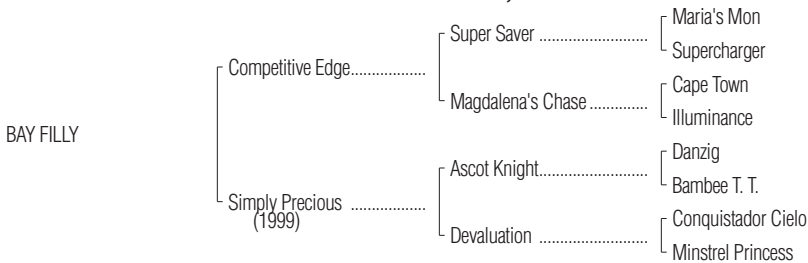 Maria's Mon
Super Saver ..........................
Supercharger
Competitive Edge..................
Cape Town
Magdalena's Chase ..............
Illuminance
BAY FILLY
Danzig
Ascot Knight..........................
Bambee T. T.
Simply Precious ..................
(1999)
Conquistador Cielo
Devaluation ..........................
Minstrel Princess